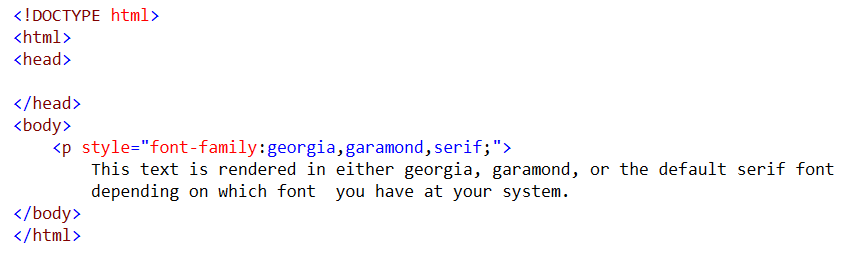 <!DOCTYPE html>
<html>
<head>
</head>
<body>
<p style="font-family:georgia,garamond,serif;">
This text is rendered in either georgia, garamond, or the default serif font
depending on which font  you have at your system.
</body>
</html>